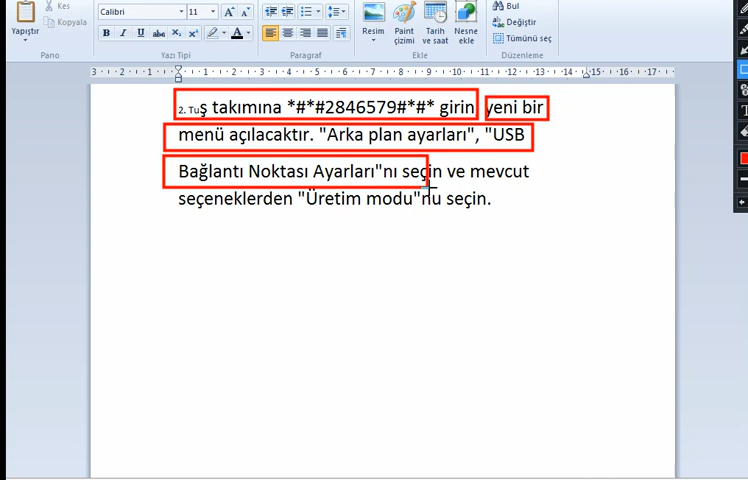 Kes
Kopyala
Yapıştır
Calibri
11
Resim
Paint çizimi
Tarih ve saat
Nesne ekle
Bul
Değiştir
Tümünü seç
Pano
Yazı Tipi
Paragraf
Ekle
Düzenleme
3 2 1 1 2 3 4 5 6 7 8 9 10 11 12 13 14 15 16 17
2. Tuş takımına *#*#2846579#*#* girin yeni bir
menü açılacaktır. "Arka plan ayarları", "USB
Bağlantı Noktası Ayarları"nı seçin ve mevcut
seçeneklerden "Üretim modu"nu seçin.